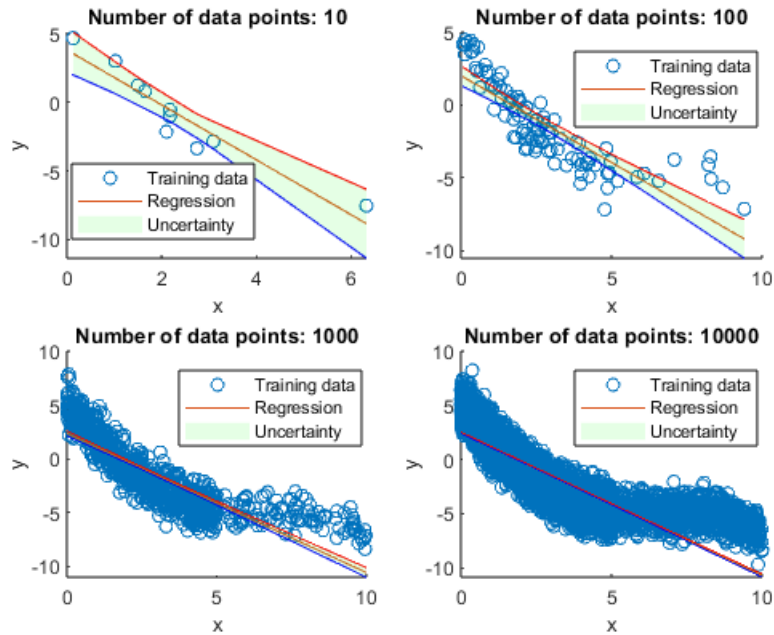 Number of data points: 10
5
0
-5
-10
y
Training data
Regression
Uncertainty
0
2
4
6
x
Number of data points: 100
5
0
-5
-10
y
Training data
Regression
Uncertainty
0
5
10
x
Number of data points: 1000
10
5
0
-5
-10
y
Training data
Regression
Uncertainty
0
5
10
x
Number of data points: 10000
10
5
0
-5
-10
y
Training data
Regression
Uncertainty
0
5
10
x